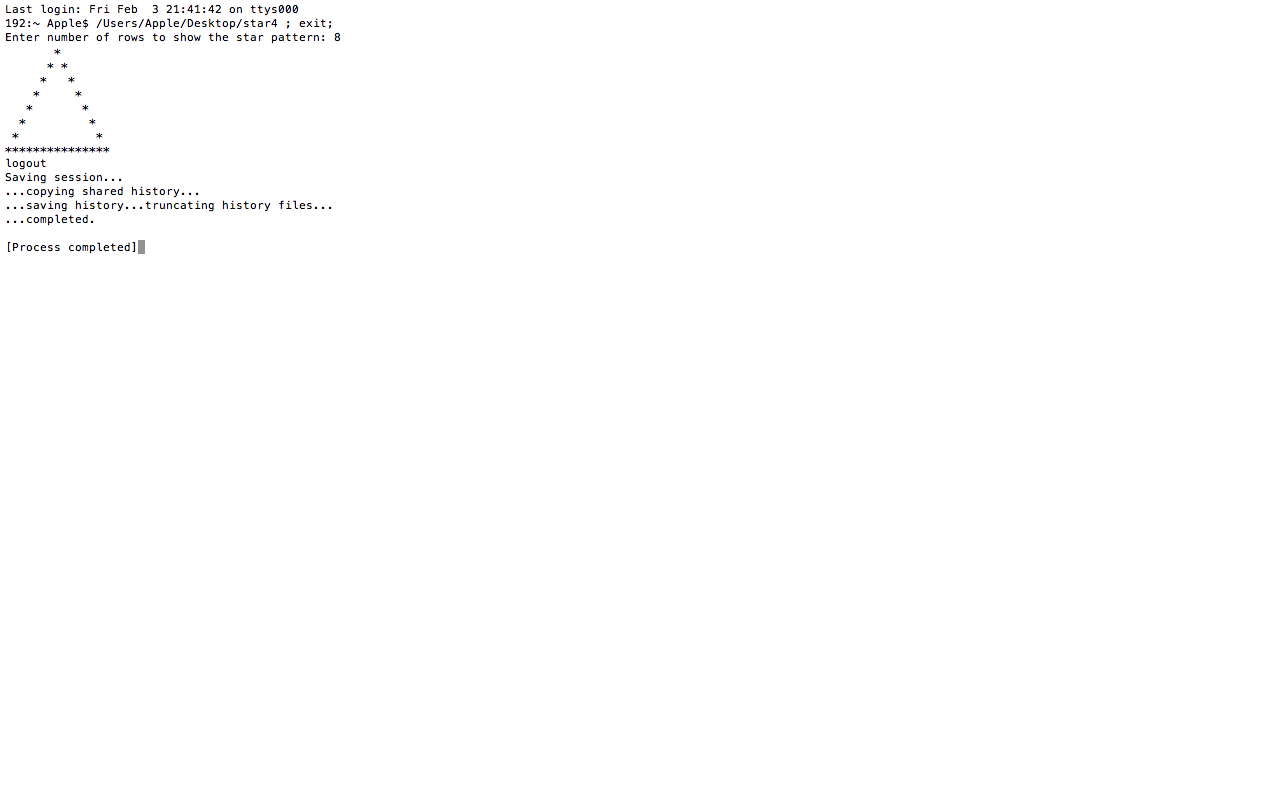 Last login: Fri Feb  3 21:41:42 on ttys000
192:~ Apple$ /Users/Apple/Desktop/star4 ; exit;
Enter number of rows to show the star pattern: 8
       *
      * *
     *   *
    *     *
   *       *
  *         *
 *           *
***************
logout
Saving session...
...copying shared history...
...saving history...truncating history files...
...completed.

[Process completed]